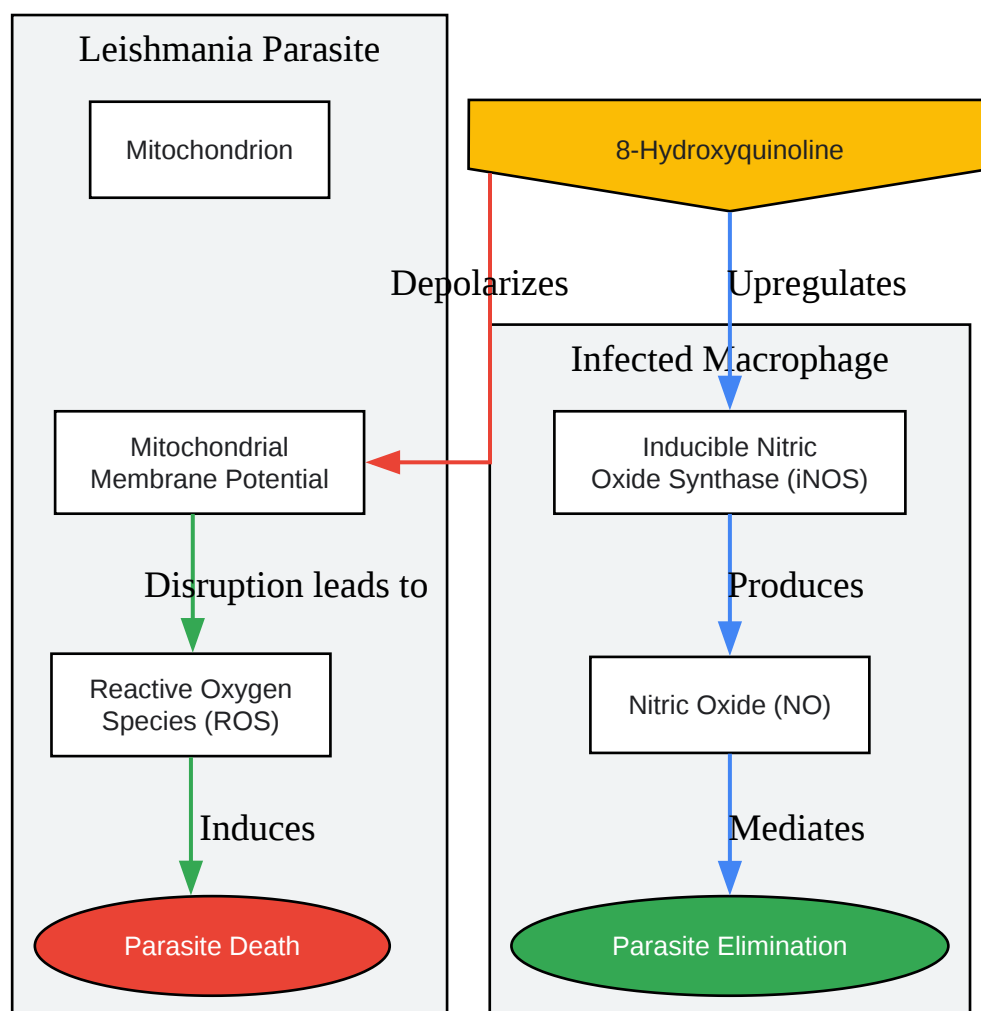 Leishmania Parasite
Mitochondrion
8-Hydroxyquinoline
Depolarizes
Upregulates
Infected Macrophage
Mitochondrial
Membrane Potential
Inducible Nitric
Oxide Synthase (iNOS)
Disruption leads to
Produces
Reactive Oxygen
Species (ROS)
Nitric Oxide (NO)
Induces
Mediates
Parasite Death
Parasite Elimination